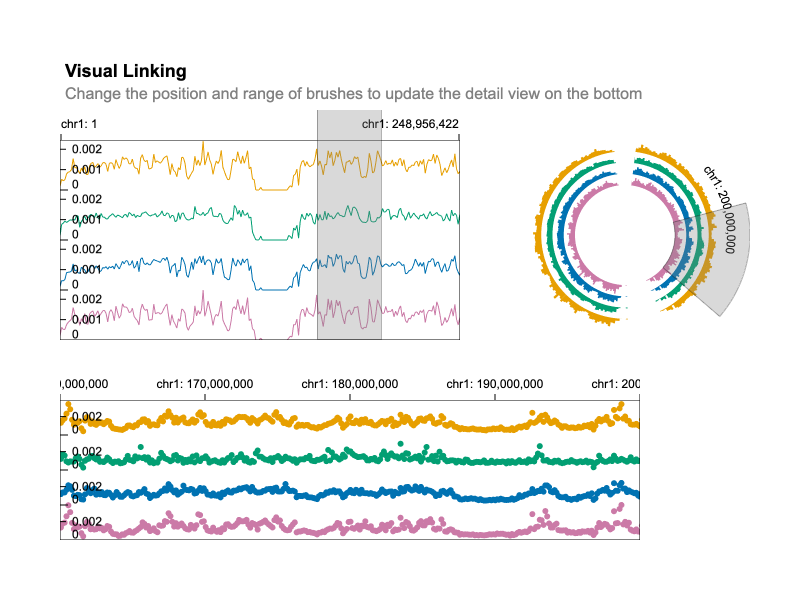 Visual Linking
Change the position and range of brushes to update the detail view on the bottom
chr1: 1
chr1: 248,956,422
0.002
0.001
0
0.002
0.001
0
0.002
0.001
0
0.002
0.001
0
chr1: 200,000,000
0,000,000
chr1: 170,000,000
chr1: 180,000,000
chr1: 190,000,000
chr1: 200
0.002
0
0.002
0
0.002
0
0.002
0